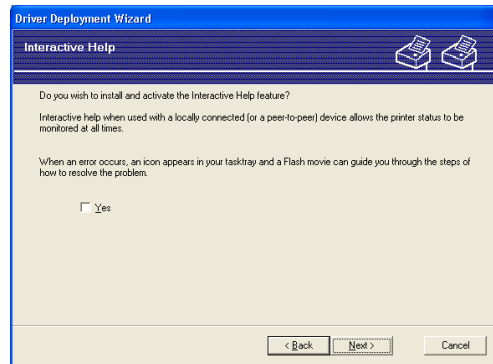 Driver Deployment Wizard
Interactive Help
Do you wish to install and activate the Interactive Help feature?
Interactive help when used with a locally connected (or a peer-to-peer) device allows the printer status to be
monitored at all times.
When an error occurs, an icon appears in your tasktray and a Flash movie can guide you through the steps of
how to resolve the problem.
Yes
< Back Next > Cancel